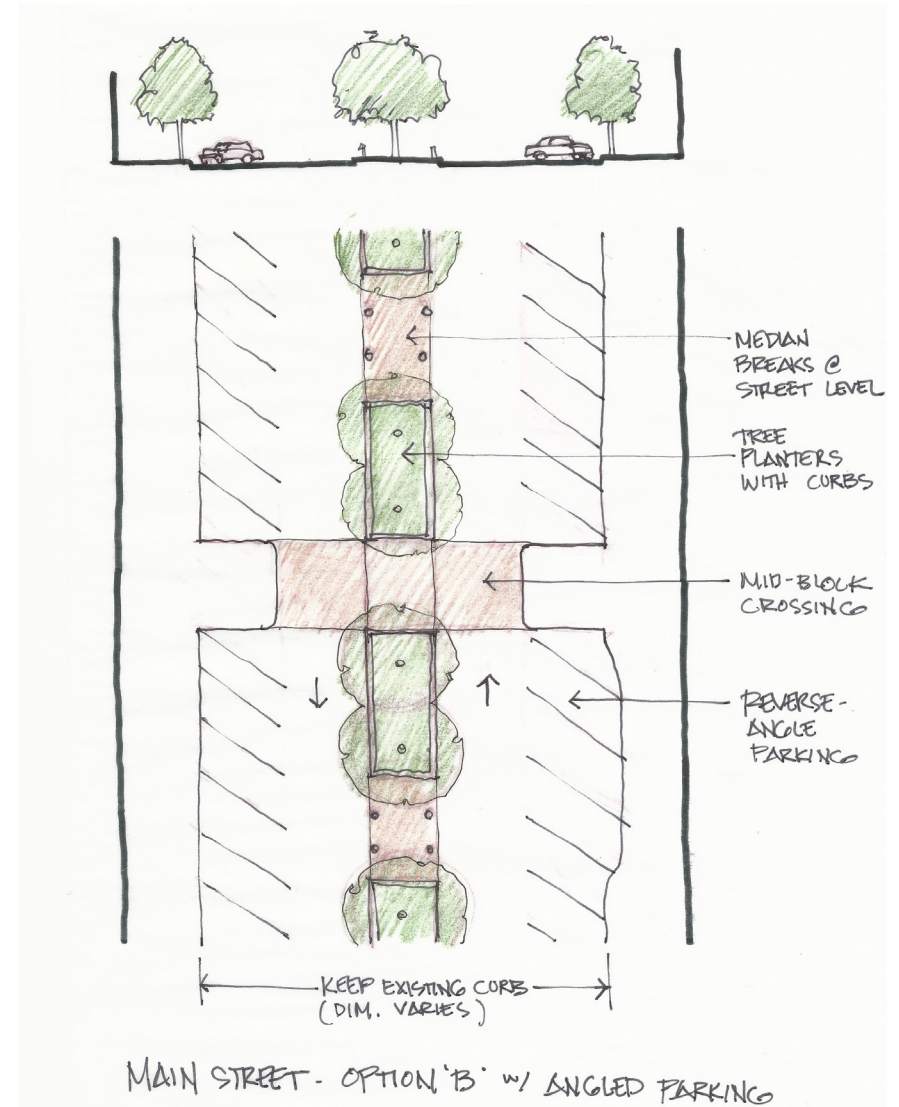 MEDIAN
BREAKS @
STREET LEVEL
TREE
PLANTERS
WITH CURBS
MID-BLOCK
CROSSING
REVERSE-
ANGLE
PARKING
KEEP EXISTING CURB
(DIM. VARIES)
MAIN STREET - OPTION 'B' W/ ANGLED PARKING